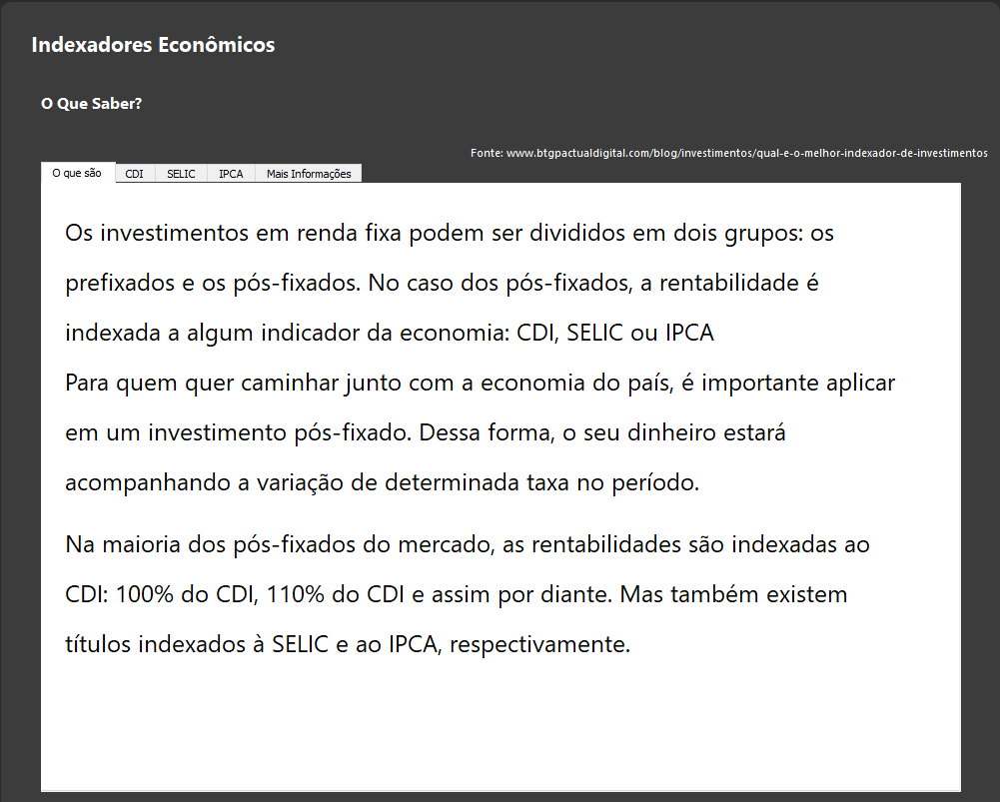 Indexadores Econômicos
O Que Saber?
Fonte: www.btgpactualdigital.com/blog/investimentos/qual-e-o-melhor-indexador-de-investimentos
O que são CDI SELIC IPCA Mais Informações
Os investimentos em renda fixa podem ser divididos em dois grupos: os
prefixados e os pós-fixados. No caso dos pós-fixados, a rentabilidade é
indexada a algum indicador da economia: CDI, SELIC ou IPCA
Para quem quer caminhar junto com a economia do país, é importante aplicar
em um investimento pós-fixado. Dessa forma, o seu dinheiro estará
acompanhando a variação de determinada taxa no período.
Na maioria dos pós-fixados do mercado, as rentabilidades são indexadas ao
CDI: 100% do CDI, 110% do CDI e assim por diante. Mas também existem
títulos indexados à SELIC e ao IPCA, respectivamente.